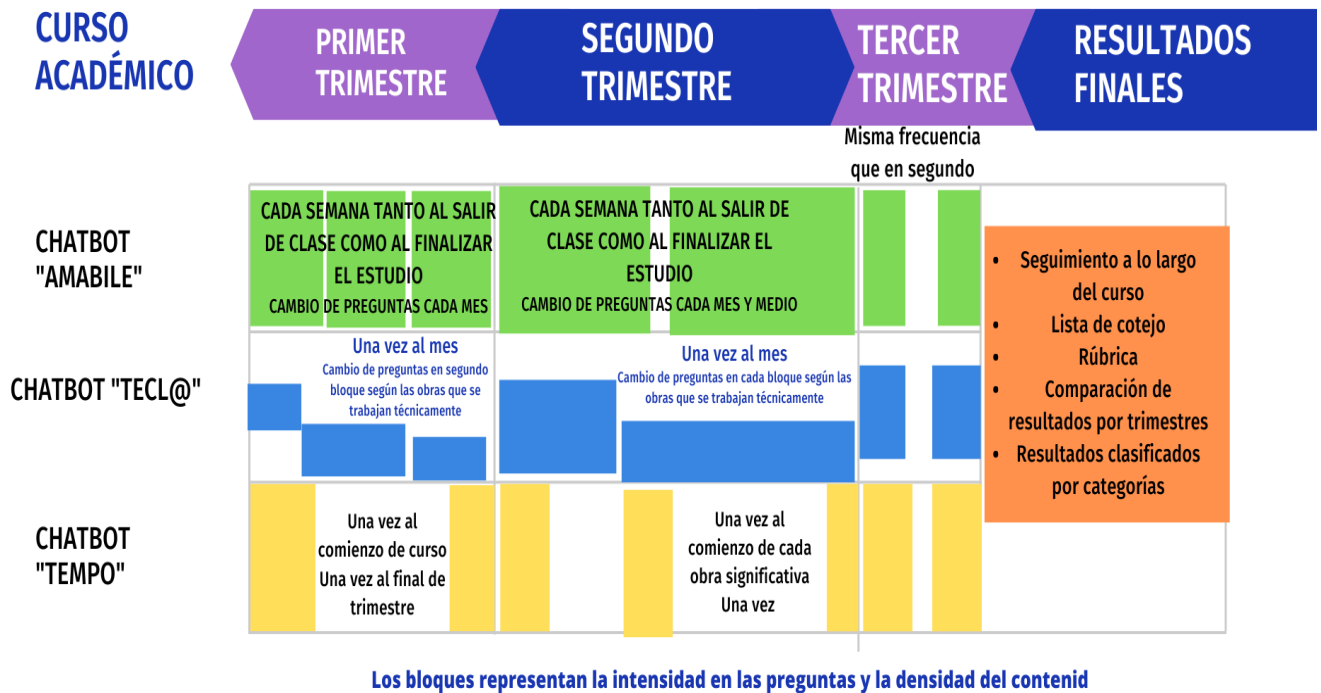 CURSO
ACADÉMICO
PRIMER
TRIMESTRE
SEGUNDO
TRIMESTRE
TERCER
TRIMESTRE
RESULTADOS
FINALES
Misma frecuencia
que en segundo
CHATBOT
"AMABILE"
CADA SEMANA TANTO AL SALIR
DE CLASE COMO AL FINALIZAR
EL ESTUDIO
CAMBIO DE PREGUNTAS CADA MES
CADA SEMANA TANTO AL SALIR DE
CLASE COMO AL FINALIZAR EL
ESTUDIO
CAMBIO DE PREGUNTAS CADA MES Y MEDIO
CHATBOT "TECL@"
Una vez al mes
Cambio de preguntas en segundo
bloque según las obras que se
trabajan técnicamente
Una vez al mes
Cambio de preguntas en cada bloque según las
obras que se trabajan técnicamente
CHATBOT
"TEMPO"
Una vez al
comienzo de curso
Una vez al final de
trimestre
Una vez al
comienzo de cada
obra significativa
Una vez
• Seguimiento a lo largo
del curso
• Lista de cotejo
• Rúbrica
• Comparación de
resultados por trimestres
• Resultados clasificados
por categorías
Los bloques representan la intensidad en las preguntas y la densidad del contenid